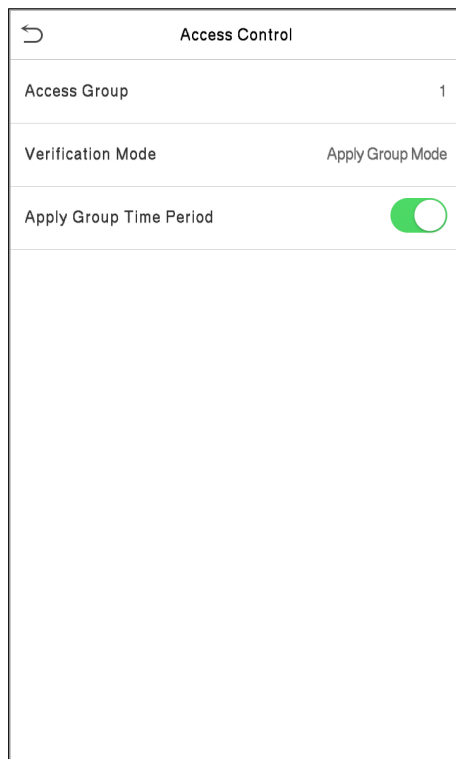 Access Control
Access Group 1
Verification Mode Apply Group Mode
Apply Group Time Period